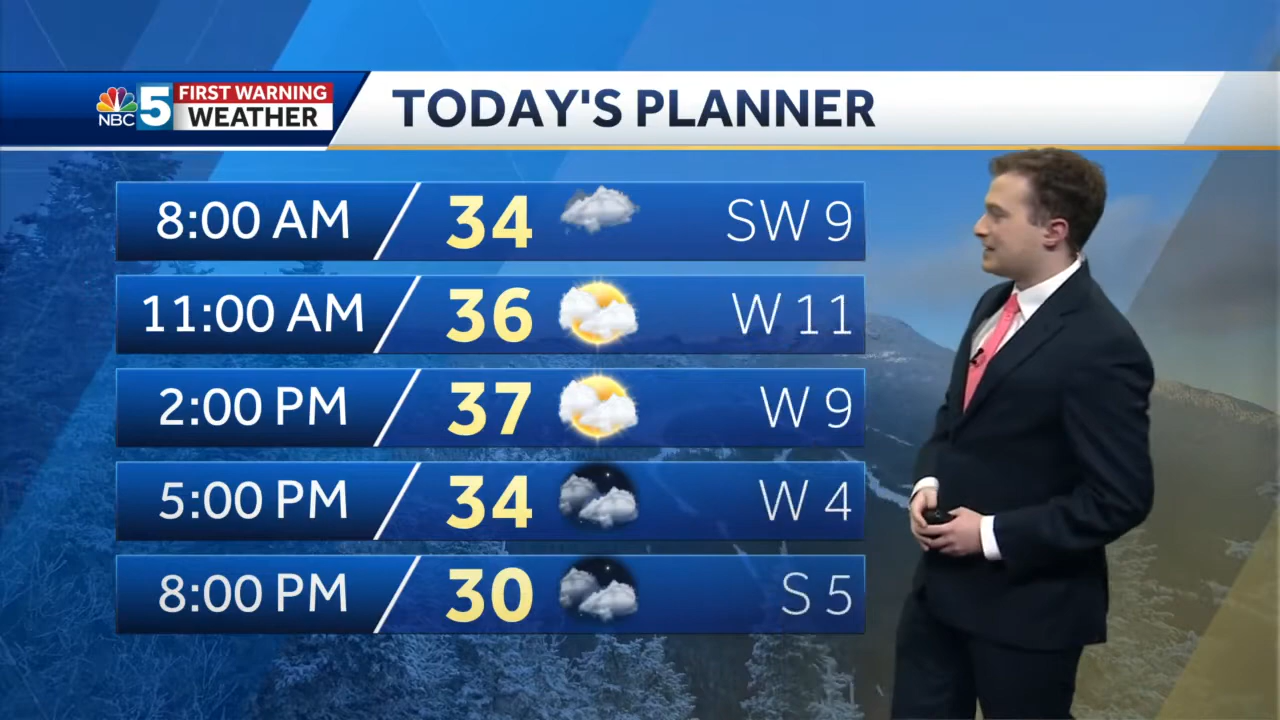 NBC 5 FIRST WARNING WEATHER
TODAY'S PLANNER
8:00 AM 34 SW 9
11:00 AM 36 W 11
2:00 PM 37 W 9
5:00 PM 34 W 4
8:00 PM 30 S 5